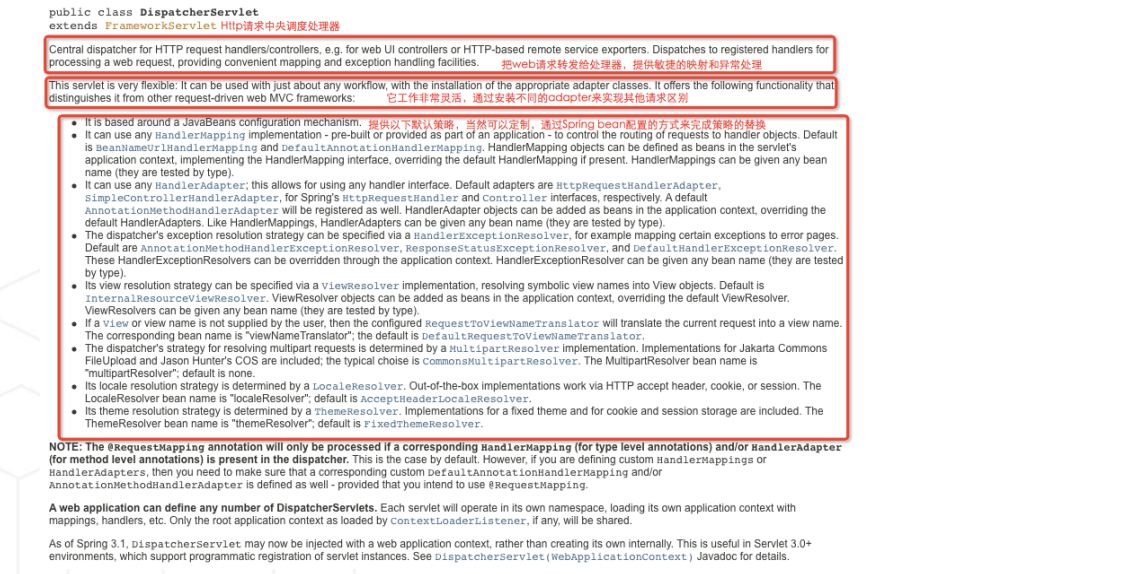 public class DispatcherServlet
extends FrameworkServlet Http请求中央调度处理器
Central dispatcher for HTTP request handlers/controllers, e.g. for web UI controllers or HTTP-based remote service exporters. Dispatches to registered handlers for
processing a web request, providing convenient mapping and exception handling facilities. 把web请求转发给处理器，提供敏捷的映射和异常处理
This servlet is very flexible: It can be used with just about any workflow, with the installation of the appropriate adapter classes. It offers the following functionality that
distinguishes it from other request-driven web MVC frameworks: 它工作非常灵活，通过安装不同的adapter来实现其他请求区别
• It is based around a JavaBeans configuration mechanism. 提供以下默认策略，当然可以定制，通过Spring bean配置的方式来完成策略的替换
• It can use any HandlerMapping implementation - pre-built or provided as part of an application - to control the routing of requests to handler objects. Default
is BeanNameUrlHandlerMapping and DefaultAnnotationHandlerMapping. HandlerMapping objects can be defined as beans in the servlet's
application context, implementing the HandlerMapping interface, overriding the default HandlerMapping if present. HandlerMappings can be given any bean
name (they are tested by type).
• It can use any HandlerAdapter; this allows for using any handler interface. Default adapters are HttpRequestHandlerAdapter,
SimpleControllerHandlerAdapter, for Spring's HttpRequestHandler and Controller interfaces, respectively. A default
AnnotationMethodHandlerAdapter will be registered as well. HandlerAdapter objects can be added as beans in the application context, overriding the
default HandlerAdapters. Like HandlerMappings, HandlerAdapters can be given any bean name (they are tested by type).
• The dispatcher's exception resolution strategy can be specified via a HandlerExceptionResolver, for example mapping certain exceptions to error pages.
Default are AnnotationMethodHandlerExceptionResolver, ResponseStatusExceptionResolver, and DefaultHandlerExceptionResolver.
These HandlerExceptionResolvers can be overridden through the application context. HandlerExceptionResolver can be given any bean name (they are tested
by type).
• Its view resolution strategy can be specified via a ViewResolver implementation, resolving symbolic view names into View objects. Default is
InternalResourceViewResolver. ViewResolver objects can be added as beans in the application context, overriding the default ViewResolver.
ViewResolvers can be given any bean name (they are tested by type).
• If a View or view name is not supplied by the user, then the configured RequestToViewNameTranslator will translate the current request into a view name.
The corresponding bean name is "viewNameTranslator"; the default is DefaultRequestToViewNameTranslator.
• The dispatcher's strategy for resolving multipart requests is determined by a MultipartResolver implementation. Implementations for Jakarta Commons
FileUpload and Jason Hunter's COS are included; the typical choise is CommonsMultipartResolver. The MultipartResolver bean name is
"multipartResolver"; default is none.
• Its locale resolution strategy is determined by a LocaleResolver. Out-of-the-box implementations work via HTTP accept header, cookie, or session. The
LocaleResolver bean name is "localeResolver"; default is AcceptHeaderLocaleResolver.
• Its theme resolution strategy is determined by a ThemeResolver. Implementations for a fixed theme and for cookie and session storage are included. The
ThemeResolver bean name is "themeResolver"; default is FixedThemeResolver.
NOTE: The @RequestMapping annotation will only be processed if a corresponding HandlerMapping (for type level annotations) and/or HandlerAdapter
(for method level annotations) is present in the dispatcher. This is the case by default. However, if you are defining custom HandlerMappings or
HandlerAdapters, then you need to make sure that a corresponding custom DefaultAnnotationHandlerMapping and/or
AnnotationMethodHandlerAdapter is defined as well - provided that you intend to use @RequestMapping.
A web application can define any number of DispatcherServlets. Each servlet will operate in its own namespace, loading its own application context with
mappings, handlers, etc. Only the root application context as loaded by ContextLoaderListener, if any, will be shared.
As of Spring 3.1, DispatcherServlet may now be injected with a web application context, rather than creating its own internally. This is useful in Servlet 3.0+
environments, which support programmatic registration of servlet instances. See DispatcherServlet(WebApplicationContext) Javadoc for details.